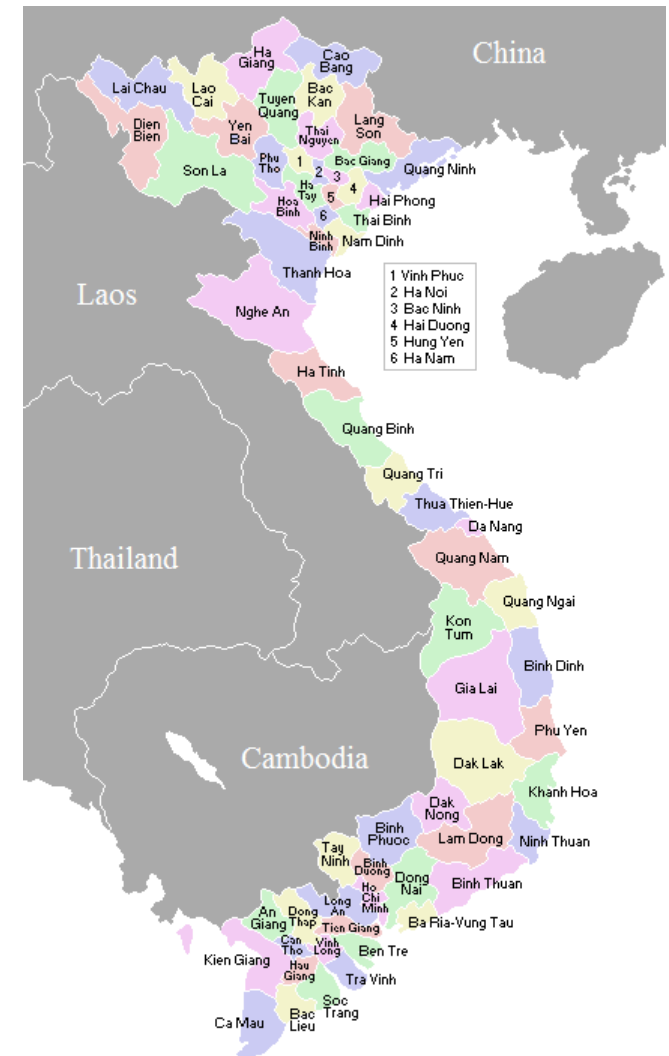 China
Ha
Giang
Cao
Bang
Lai Chau
Lao
Cai
Tuyen
Quang
Bac
Kan
Dien
Bien
Yen
Bai
Thai
Nguyen
Lang
Son
Son La
Phu
Tho
1
2
3
Bac Giang
Quang Ninh
Ha
Tay
5
4
Hoa
Binh
6
Hai Phong
Thai Binh
Ninh
Binh
Nam Dinh
Thanh Hoa
Laos
1 Vinh Phuc
2 Ha Noi
3 Bac Ninh
4 Hai Duong
5 Hung Yen
6 Ha Nam
Nghe An
Ha Tinh
Quang Binh
Quang Tri
Thua Thien-Hue
Da Nang
Thailand
Quang Nam
Quang Ngai
Kon
Tum
Binh Dinh
Gia Lai
Phu Yen
Cambodia
Dak Lak
Khanh Hoa
Dak
Nong
Binh
Phuoc
Lam Dong
Ninh Thuan
Tay
Ninh
Binh
Duong
Dong
Nai
Binh Thuan
Ho
Chi
Minh
Long
An
An
Giang
Dong
Thap
Tien Giang
Ba Ria-Vung Tau
Can
Tho
Vinh
Long
Ben Tre
Kien Giang
Hau
Giang
Tra Vinh
Soc
Trang
Ca Mau
Bac
Lieu